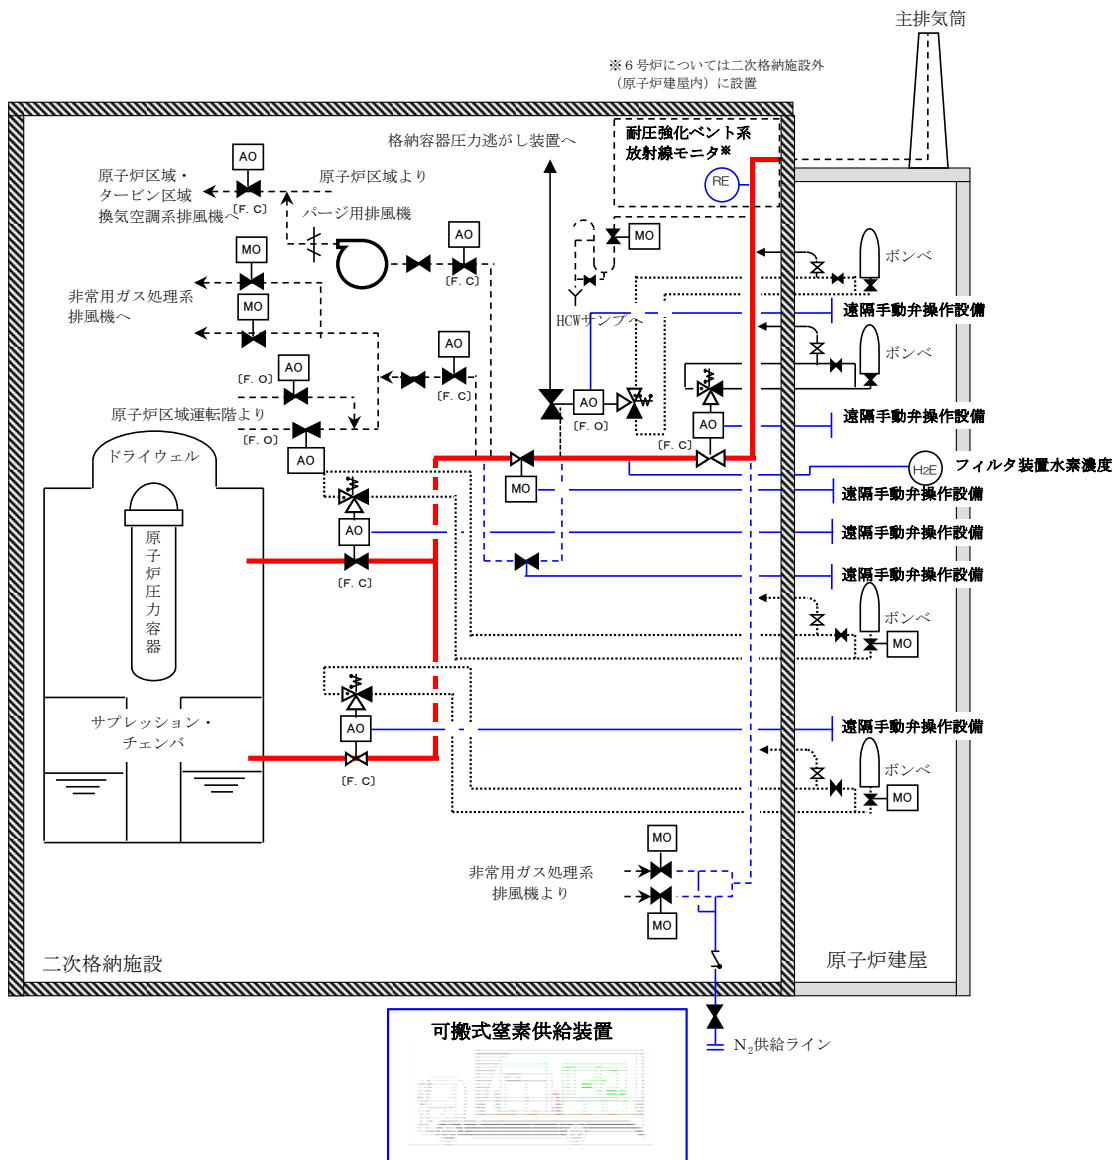 主排気筒
※６号炉については二次格納施設外
（原子炉建屋内）に設置
耐圧強化ベント系
放射線モニタ※
RE
格納容器圧力逃がし装置へ
AO
原子炉区域・
タービン区域
換気空調系排風機へ
[F. C]
原子炉区域より
パージ用排風機
MO
AO
[F. C]
MO
MO
非常用ガス処理系
排風機へ
HCWサンプへ
ボンベ
遠隔手動弁操作設備
ボンベ
AO
[F. C]
AO
[F. O]
AO
[F. O]
原子炉区域運転階より
[F. O]
AO
AO
[F. C]
遠隔手動弁操作設備
H2E
フィルタ装置水素濃度
MO
遠隔手動弁操作設備
ドライウェル
原子炉圧力容器
AO
[F. C]
遠隔手動弁操作設備
遠隔手動弁操作設備
ボンベ
MO
サプレッション・
チェンバ
AO
[F. C]
遠隔手動弁操作設備
ボンベ
MO
MO
非常用ガス処理系
排風機より
MO
二次格納施設
原子炉建屋
可搬式窒素供給装置
N2供給ライン